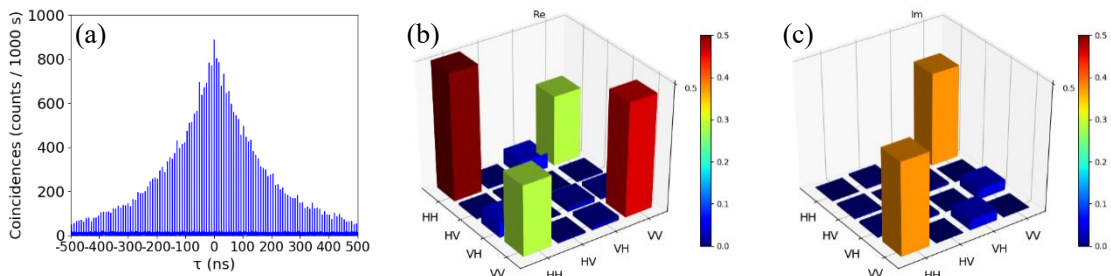 (a)
Coincidences (counts / 1000 s)
1000
800
600
400
200
0
-500-400-300-200-100 0 100 200 300 400 500
τ (ns)
(b)
Re
0.5
HH
HV
VH
VV
HH
HV
VH
VV
0.5
0.4
0.3
0.2
0.1
0.0
(c)
Im
0.5
HH
HV
VH
VV
HH
HV
VH
VV
0.5
0.4
0.3
0.2
0.1
0.0